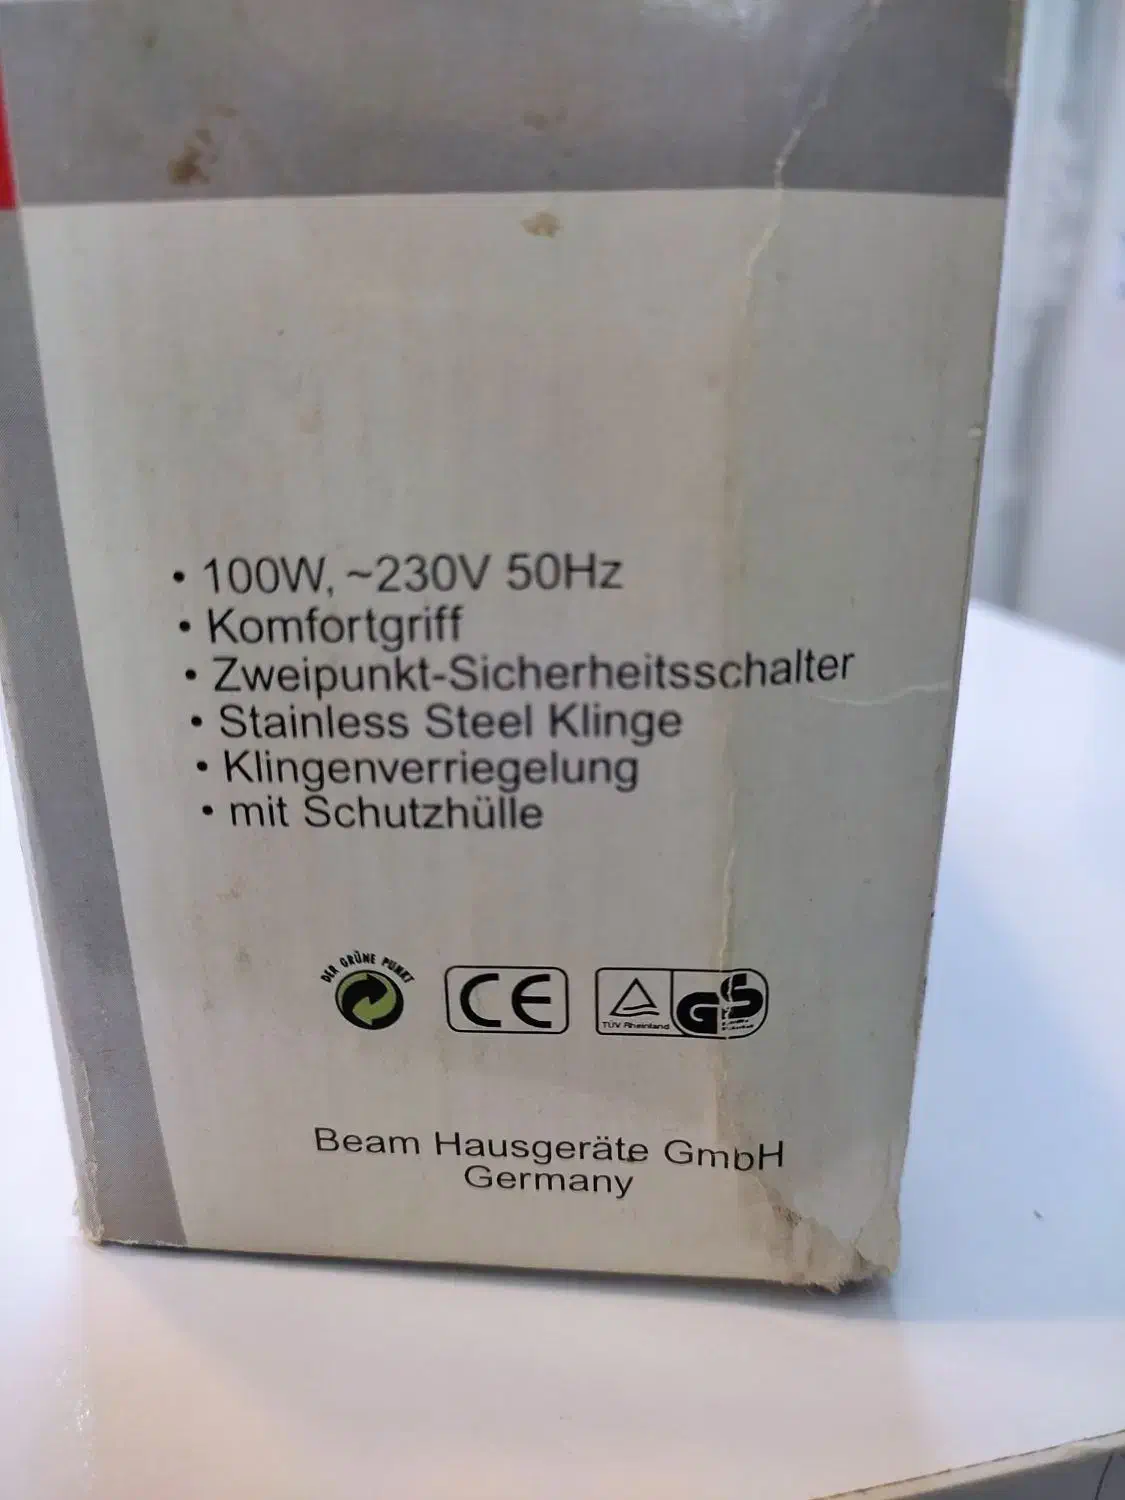 • 100W, ~230V 50Hz
• Komfortgriff
• Zweipunkt-Sicherheitsschalter
• Stainless Steel Klinge
• Klingenverriegelung
• mit Schutzhülle
DER GRÜNE PUNKT
CE
TÜV Rheinland
GS
Beam Hausgeräte GmbH
Germany